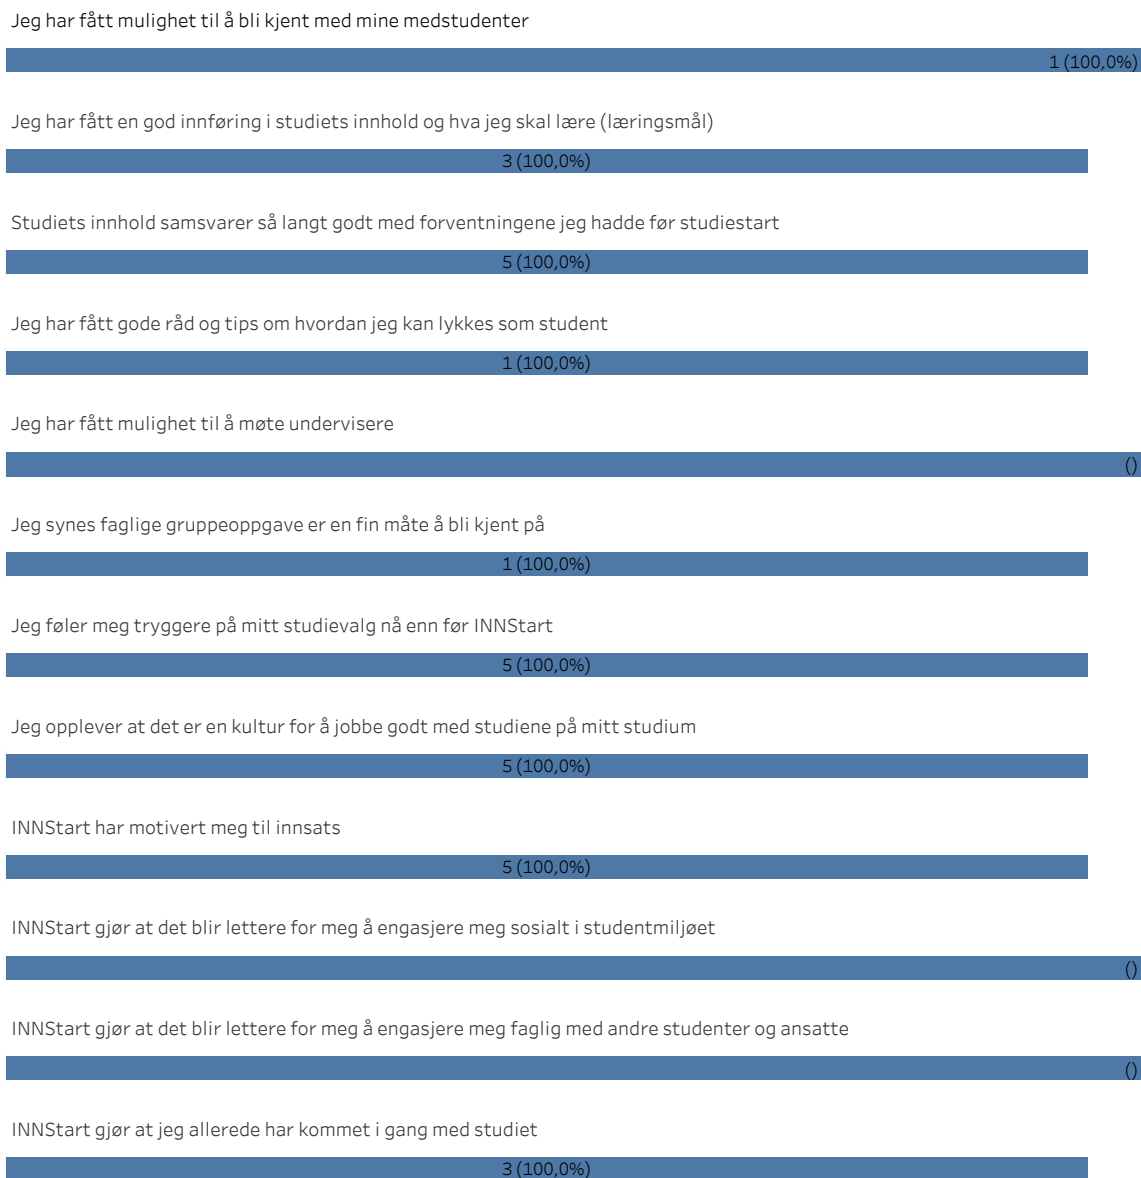 Jeg har fått mulighet til å bli kjent med mine medstudenter
1 (100,0%)
Jeg har fått en god innføring i studiets innhold og hva jeg skal lære (læringsmål)
3 (100,0%)
Studiets innhold samsvarer så langt godt med forventningene jeg hadde før studiestart
5 (100,0%)
Jeg har fått gode råd og tips om hvordan jeg kan lykkes som student
1 (100,0%)
Jeg har fått mulighet til å møte undervisere
()
Jeg synes faglige gruppeoppgave er en fin måte å bli kjent på
1 (100,0%)
Jeg føler meg tryggere på mitt studievalg nå enn før INNStart
5 (100,0%)
Jeg opplever at det er en kultur for å jobbe godt med studiene på mitt studium
5 (100,0%)
INNStart har motivert meg til innsats
5 (100,0%)
INNStart gjør at det blir lettere for meg å engasjere meg sosialt i studentmiljøet
()
INNStart gjør at det blir lettere for meg å engasjere meg faglig med andre studenter og ansatte
()
INNStart gjør at jeg allerede har kommet i gang med studiet
3 (100,0%)